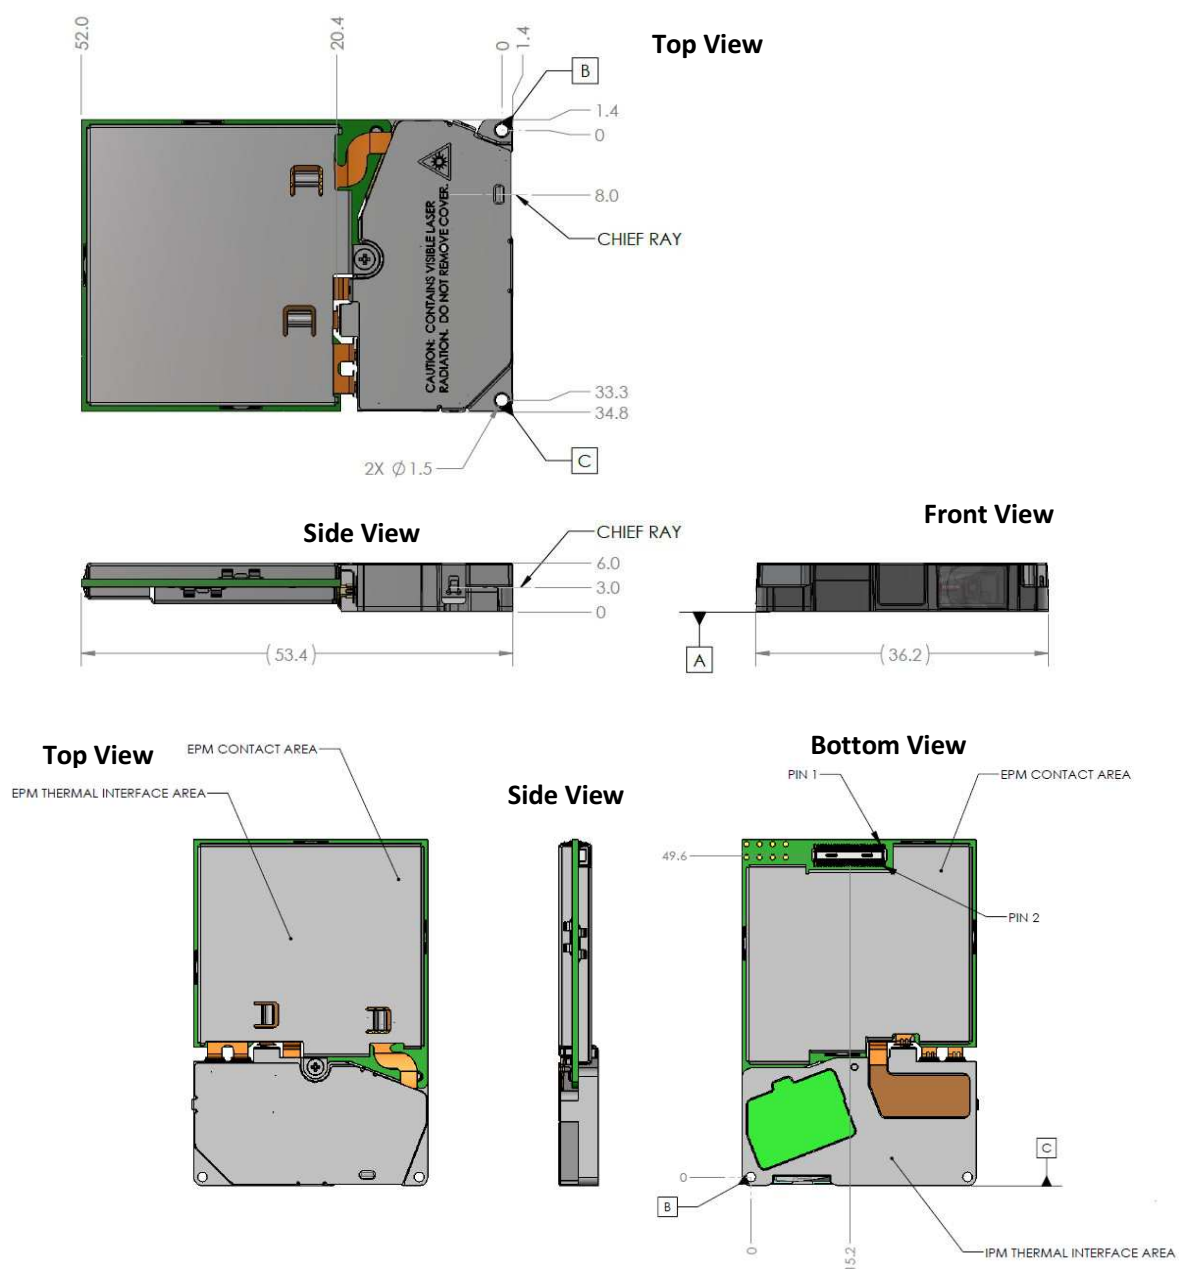 52.0
20.4
0
1.4
Top View
B
1.4
0
8.0
CHIEF RAY
CAUTION: CONTAINS VISIBLE LASER
RADIATION. DO NOT REMOVE COVER.
33.3
34.8
2X Ø1.5
C
Side View
CHIEF RAY
6.0
3.0
0
(53.4)
Front View
A
(36.2)
Top View
EPM CONTACT AREA
EPM THERMAL INTERFACE AREA
Side View
Bottom View
PIN 1
EPM CONTACT AREA
49.6
PIN 2
C
0
B
0
15.2
IPM THERMAL INTERFACE AREA